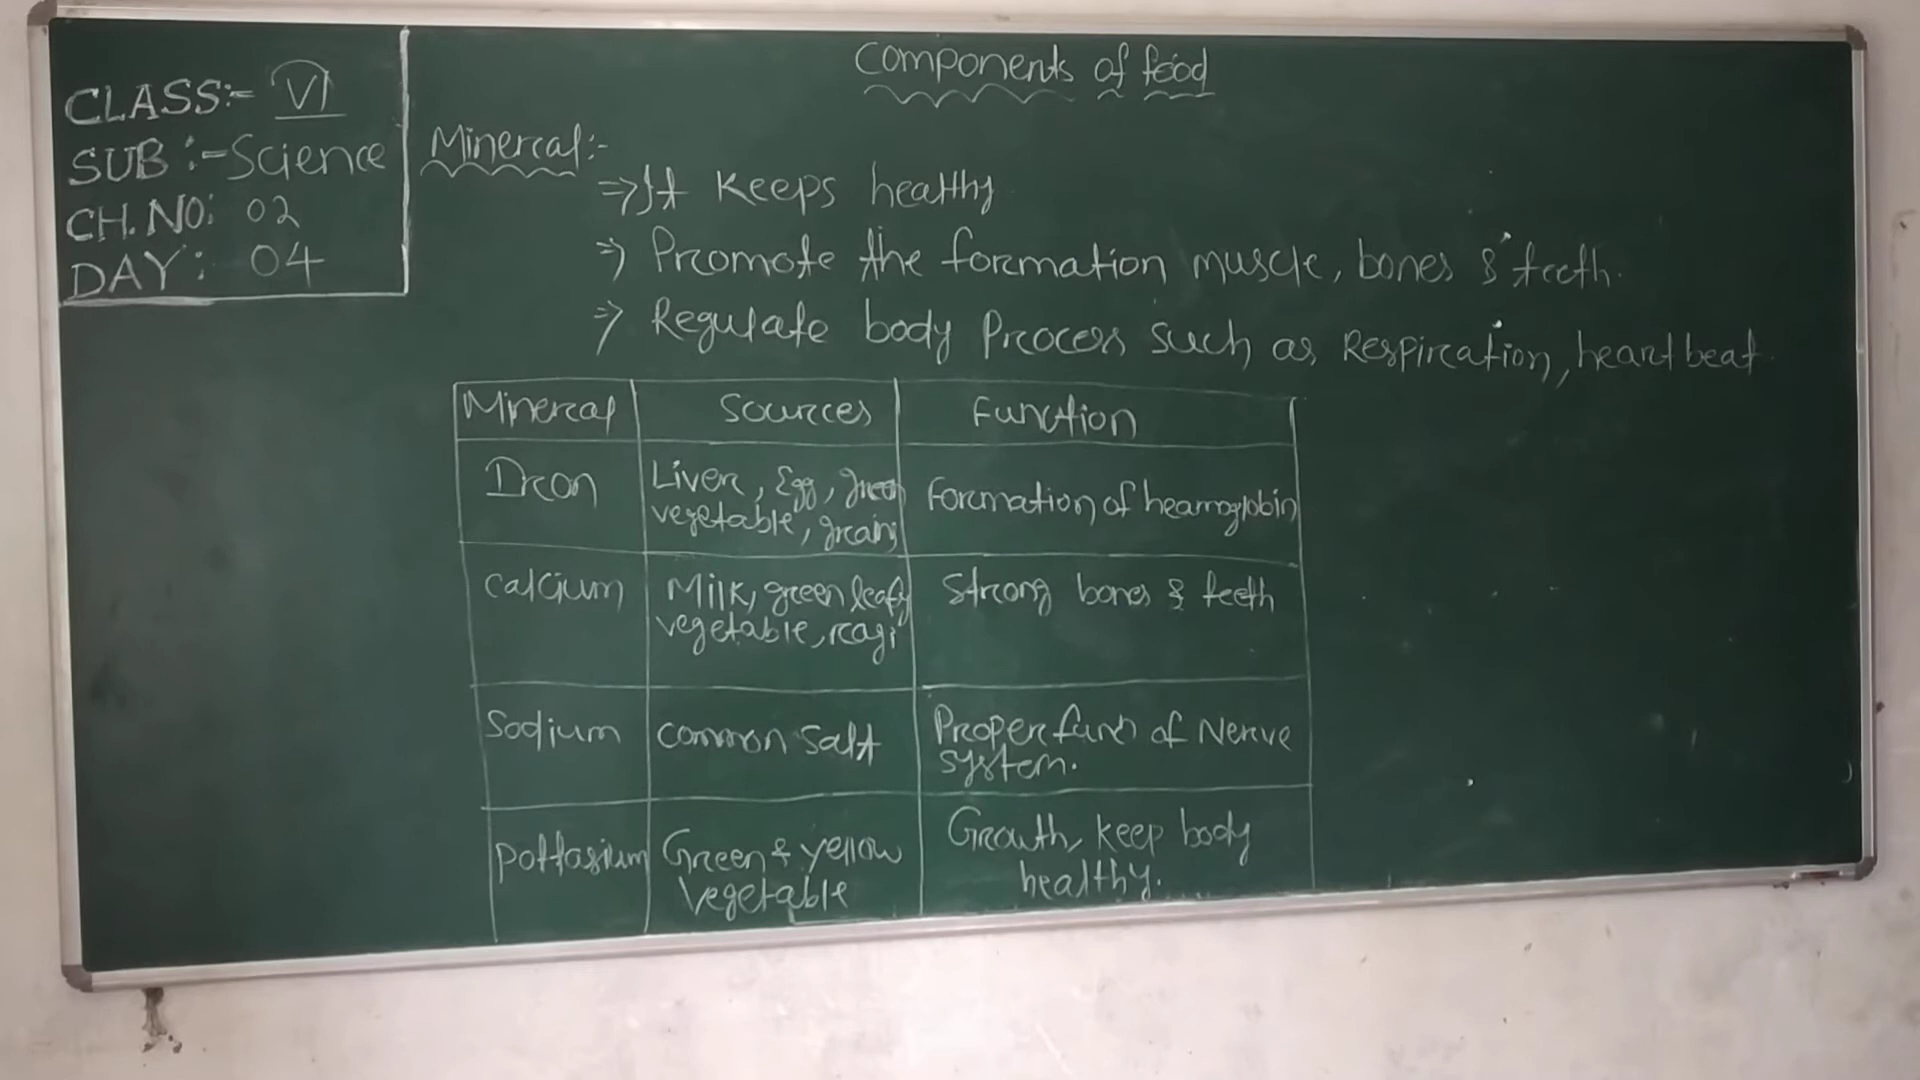 Components of food
CLASS:- VI
SUB:- Science
CH.NO: 02
DAY: 04
Mineral:-
⇒ It keeps healthy
⇒ Promote the formation muscle, bones & teeth.
⇒ Regulate body Process such as Respiration, heart beat.
Mineral Sources Function
Iron Liver, Egg, green Formation of heamoglobin
vegetable, grains
Calcium Milk, green leafy Strong bones & teeth
vegetable, ragi
Sodium Common Salt Proper func of Nerve
system.
Pottasium Green & yellow Growth, keep body
Vegetable healthy.